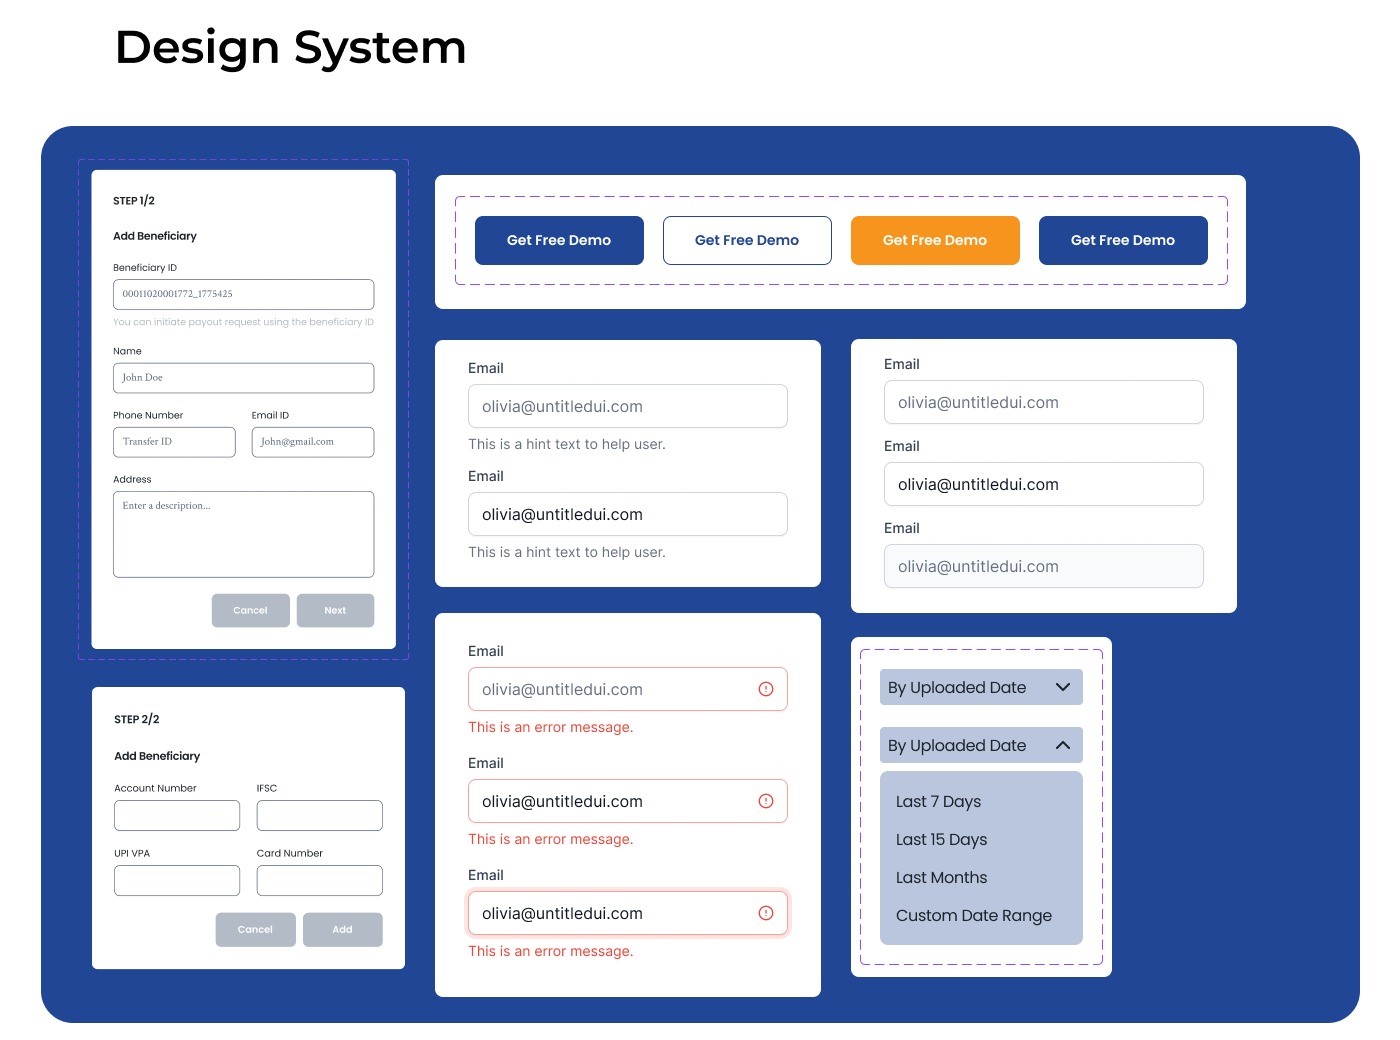 Design System
STEP 1/2
Add Beneficiary
Beneficiary ID
00011020001772_1775425
You can initiate payout request using the beneficiary ID
Name
John Doe
Phone Number
Email ID
Transfer ID
John@gmail.com
Address
Enter a description...
Cancel
Next
STEP 2/2
Add Beneficiary
Account Number
IFSC
UPI VPA
Card Number
Cancel
Add
Get Free Demo
Get Free Demo
Get Free Demo
Get Free Demo
Email
olivia@untitledui.com
This is a hint text to help user.
Email
olivia@untitledui.com
This is a hint text to help user.
Email
olivia@untitledui.com
This is an error message.
Email
olivia@untitledui.com
This is an error message.
Email
olivia@untitledui.com
This is an error message.
Email
olivia@untitledui.com
Email
olivia@untitledui.com
Email
olivia@untitledui.com
By Uploaded Date
By Uploaded Date
Last 7 Days
Last 15 Days
Last Months
Custom Date Range